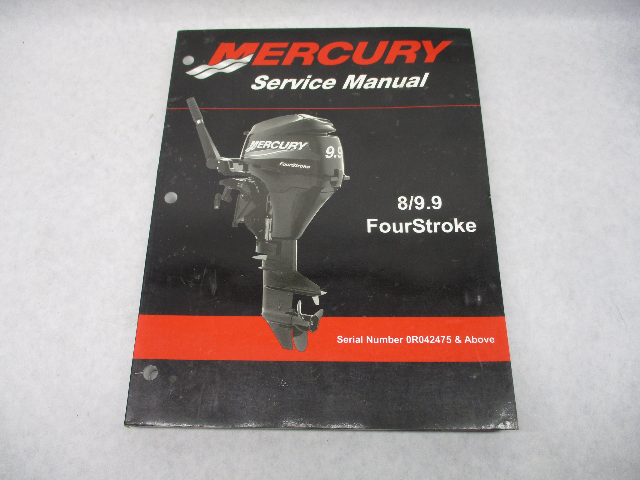 MERCURY
Service Manual
MERCURY
9.9
FourStroke
8/9.9
FourStroke
Serial Number 0R042475 & Above